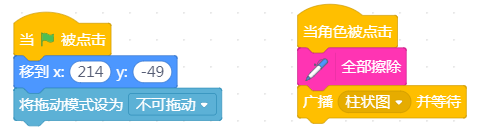 当 被点击
移到 x: 214 y: -49
将拖动模式设为 不可拖动
当角色被点击
全部擦除
广播 柱状图 并等待